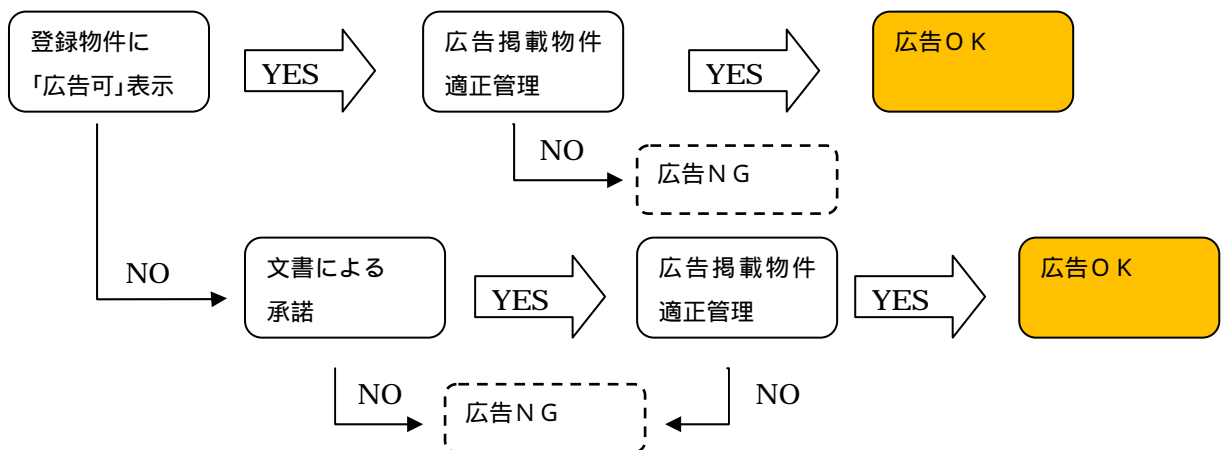 登録物件に
「広告可」表示
YES
広告掲載物件
適正管理
YES
広告ＯＫ
NO
広告ＮＧ
NO
文書による
承諾
YES
広告掲載物件
適正管理
YES
広告ＯＫ
NO
広告ＮＧ
NO